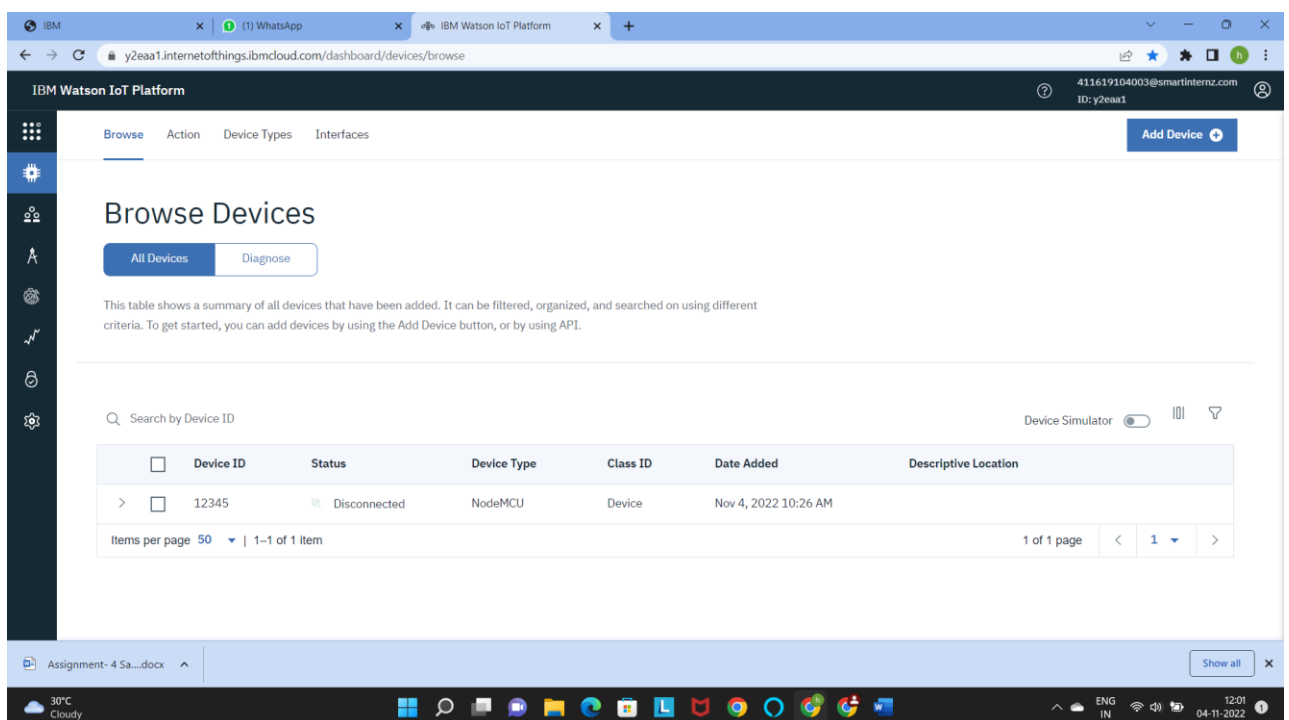 IBM
(1) WhatsApp
IBM Watson IoT Platform
y2eaa1.internetofthings.ibmcloud.com/dashboard/devices/browse
h
IBM Watson IoT Platform
411619104003@smartinternz.com
ID: y2eaa1
Browse Action Device Types Interfaces
Add Device
Browse Devices
All Devices Diagnose
This table shows a summary of all devices that have been added. It can be filtered, organized, and searched on using different
criteria. To get started, you can add devices by using the Add Device button, or by using API.
Search by Device ID
Device Simulator
Device ID Status Device Type Class ID Date Added Descriptive Location
12345 Disconnected NodeMCU Device Nov 4, 2022 10:26 AM
Items per page 50 | 1–1 of 1 item
1 of 1 page
1
Assignment- 4 Sa....docx
Show all
30°C
Cloudy
ENG
IN
12:01
04-11-2022
1